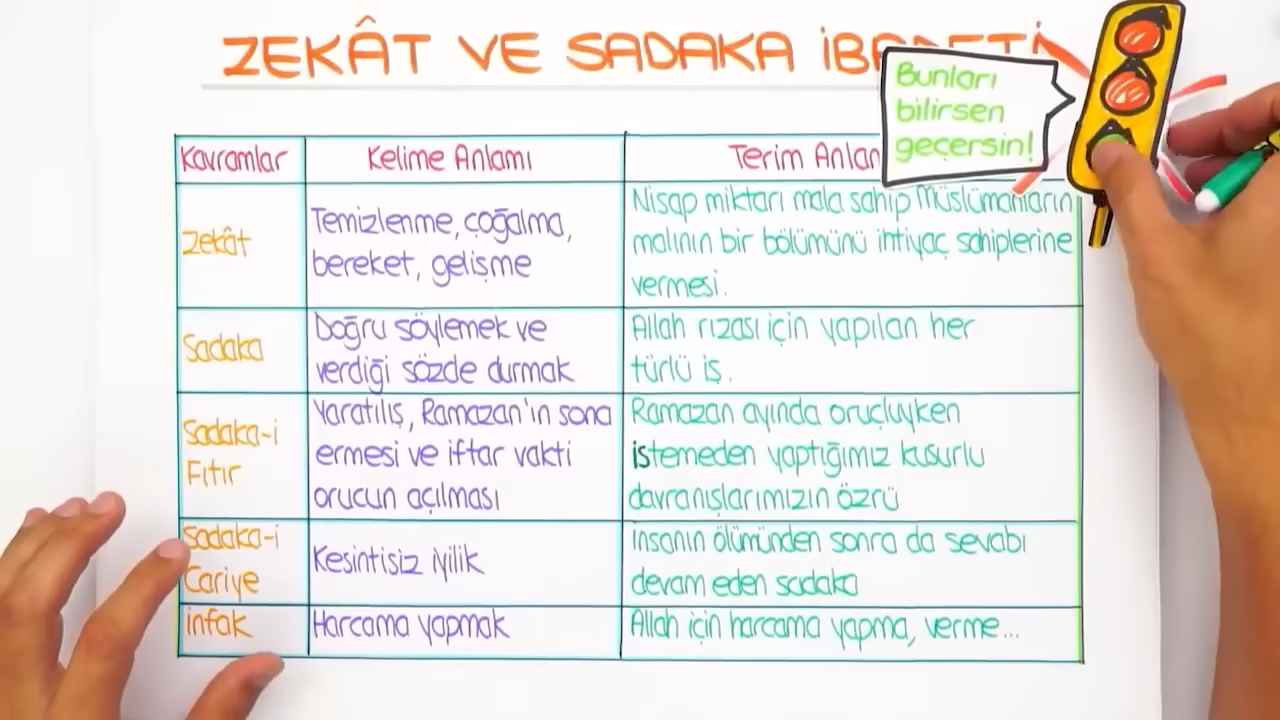 ZEKÂT VE SADAKA İBADETİ
Bunları
bilirsen
geçersin!
Kavramlar
Kelime Anlamı
Terim Anlam
Zekât
Temizlenme, çoğalma,
bereket, gelişme
Nisap miktarı mala sahip Müslümanların
malının bir bölümünü ihtiyaç sahiplerine
vermesi.
Sadaka
Doğru söylemek ve
verdiği sözde durmak
Allah rızası için yapılan her
türlü iş.
Sadaka-i
Fıtır
Yaratılış, Ramazan'ın sona
ermesi ve iftar vakti
orucun açılması
Ramazan ayında oruçluyken
istemeden yaptığımız kusurlu
davranışlarımızın özrü
Sadaka-i
Cariye
Kesintisiz iyilik
İnsanın ölümünden sonra da sevabı
devam eden sadaka
İnfak
Harcama yapmak
Allah için harcama yapma, verme...